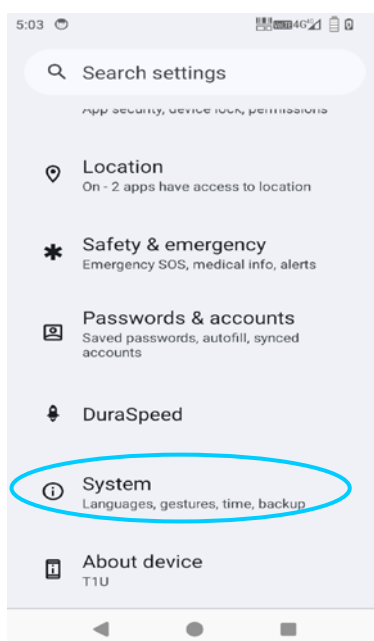 5:03
4G
Search settings
App security, device lock, permissions
Location
On - 2 apps have access to location
Safety & emergency
Emergency SOS, medical info, alerts
Passwords & accounts
Saved passwords, autofill, synced
accounts
DuraSpeed
System
Languages, gestures, time, backup
About device
T1U